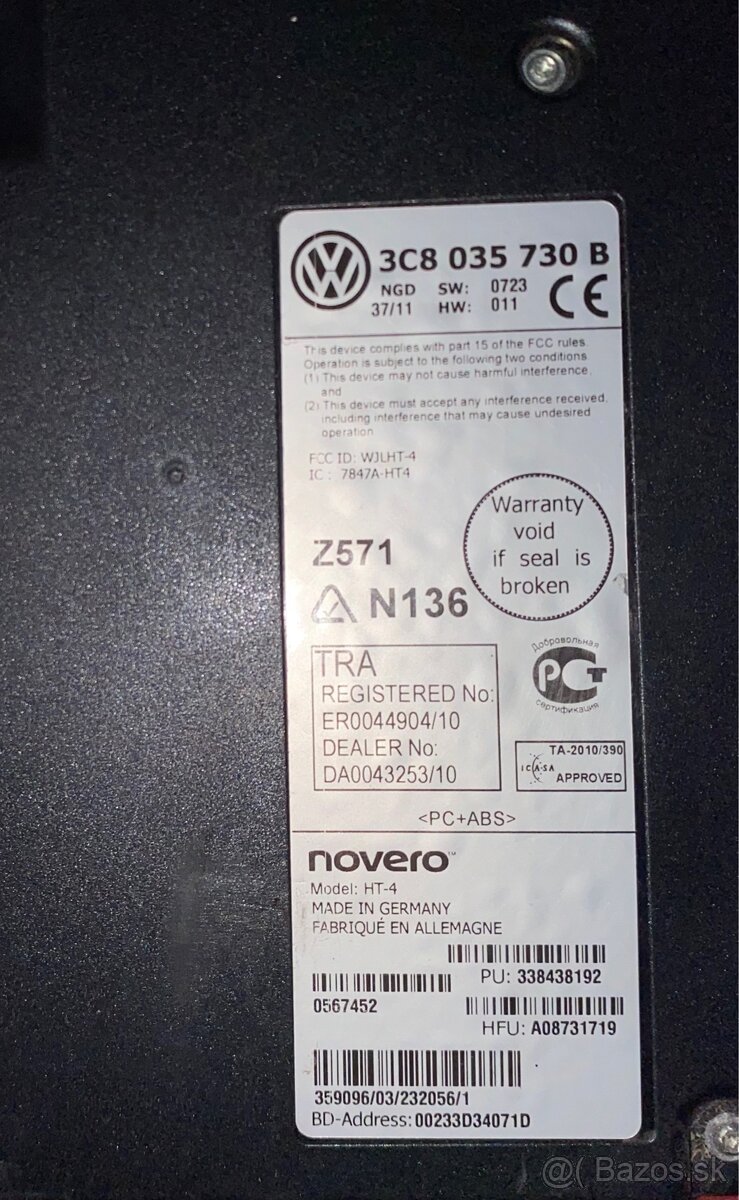 3C8 035 730 B
NGD SW: 0723
37/11 HW: 011
CE
This device complies with part 15 of the FCC rules.
Operation is subject to the following two conditions
(1) This device may not cause harmful interference,
and
(2) This device must accept any interference received,
including interference that may cause undesired
operation
FCC ID: WJLHT-4
IC : 7847A-HT4
Warranty
void
if seal is
broken
Z571
N136
TRA
REGISTERED No:
ER0044904/10
DEALER No:
DA0043253/10
Добровольная
РСТ
сертификация
TA-2010/390
ICASA
APPROVED
<PC+ABS>
novero™
Model: HT-4
MADE IN GERMANY
FABRIQUÉ EN ALLEMAGNE
PU: 338438192
0567452
HFU: A08731719
359096/03/232056/1
BD-Address: 00233D34071D
@( Bazos.sk